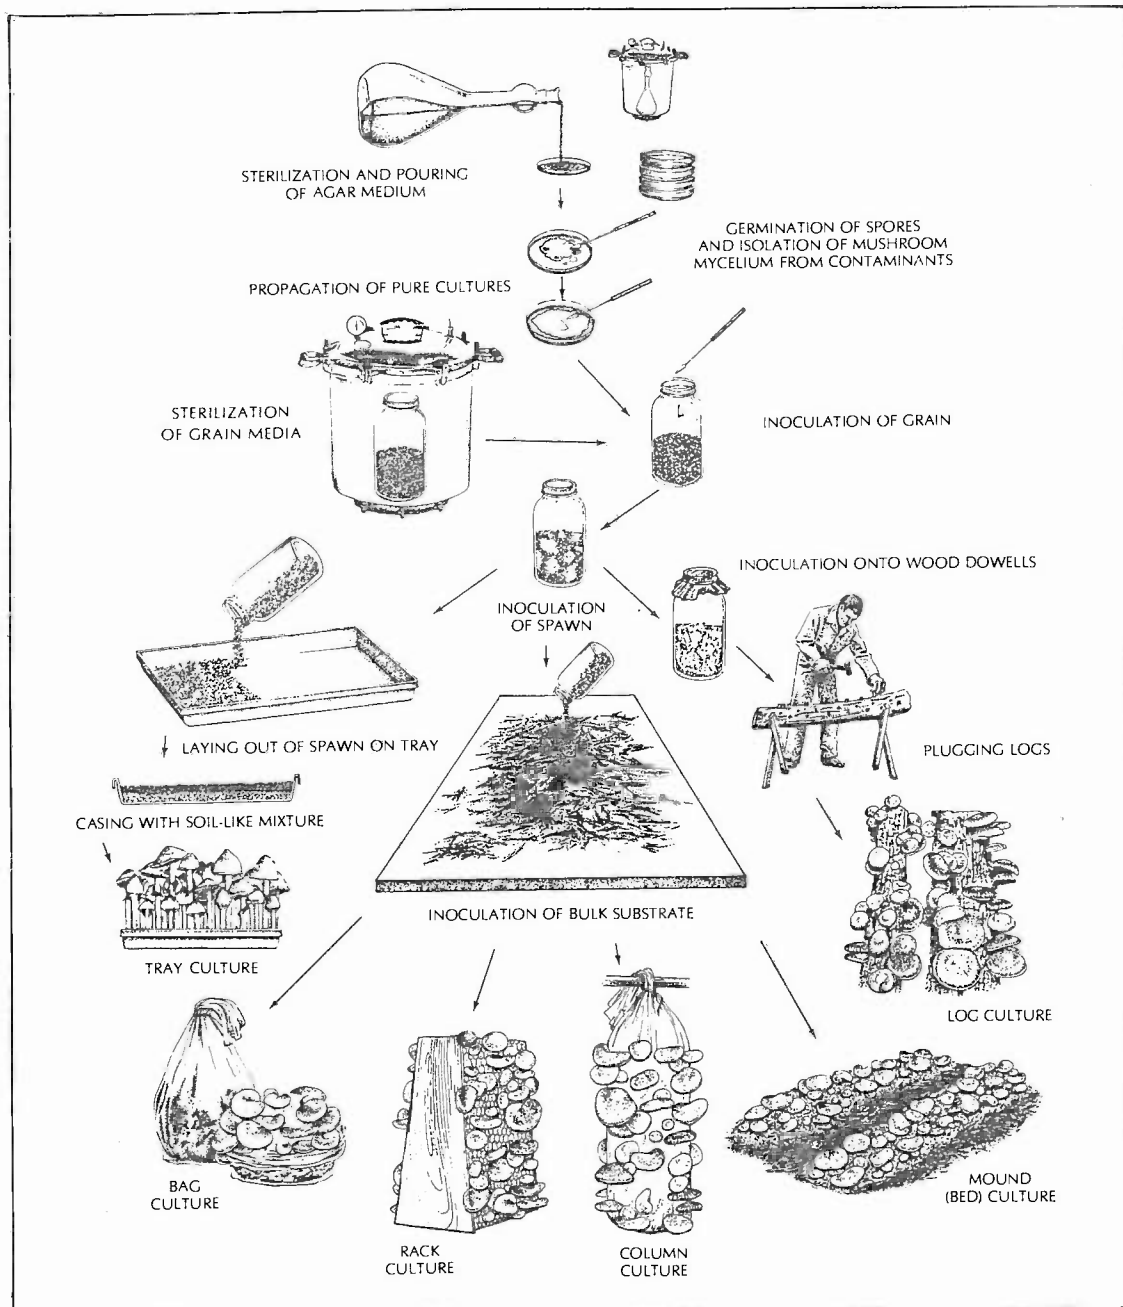 STERILIZATION AND POURING
OF AGAR MEDIUM
GERMINATION OF SPORES
AND ISOLATION OF MUSHROOM
MYCELIUM FROM CONTAMINANTS
PROPAGATION OF PURE CULTURES
STERILIZATION
OF GRAIN MEDIA
INOCULATION OF GRAIN
INOCULATION ONTO WOOD DOWELLS
INOCULATION
OF SPAWN
LAYING OUT OF SPAWN ON TRAY
PLUGGING LOGS
CASING WITH SOIL-LIKE MIXTURE
INOCULATION OF BULK SUBSTRATE
TRAY CULTURE
LOG CULTURE
BAG
CULTURE
MOUND
(BED) CULTURE
RACK
CULTURE
COLUMN
CULTURE